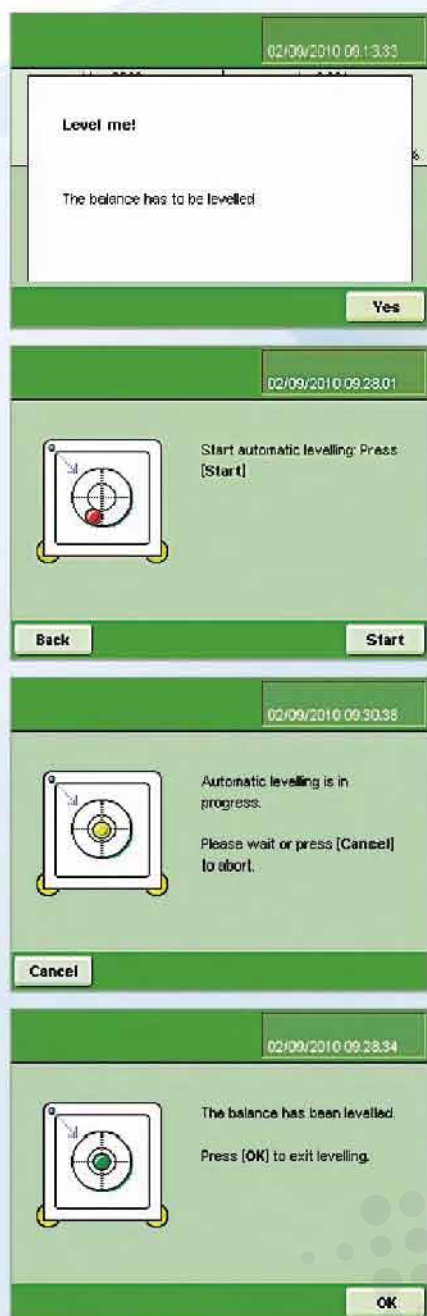 02/09/2010 09:13:33
Level me!
The balance has to be levelled
Yes
02/09/2010 09:28:01
Start automatic levelling: Press
[Start]
Back
Start
02/09/2010 09:30:38
Automatic levelling is in
progress.
Please wait or press [Cancel]
to abort.
Cancel
02/09/2010 09:28:34
The balance has been levelled.
Press [OK] to exit levelling.
OK